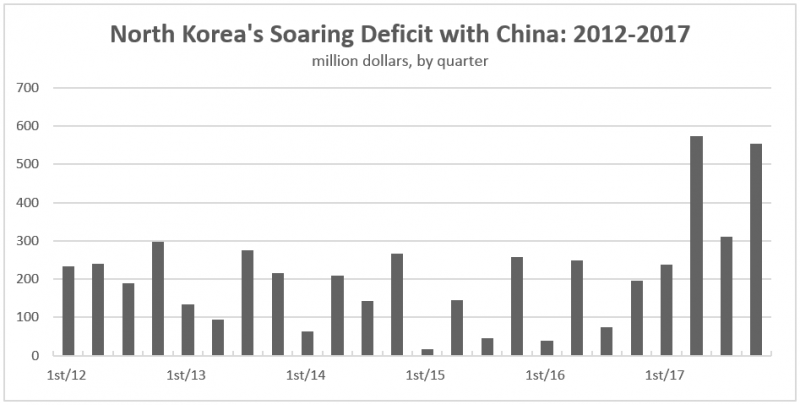 North Korea's Soaring Deficit with China: 2012-2017
million dollars, by quarter
700
600
500
400
300
200
100
0
1st/12 1st/13 1st/14 1st/15 1st/16 1st/17